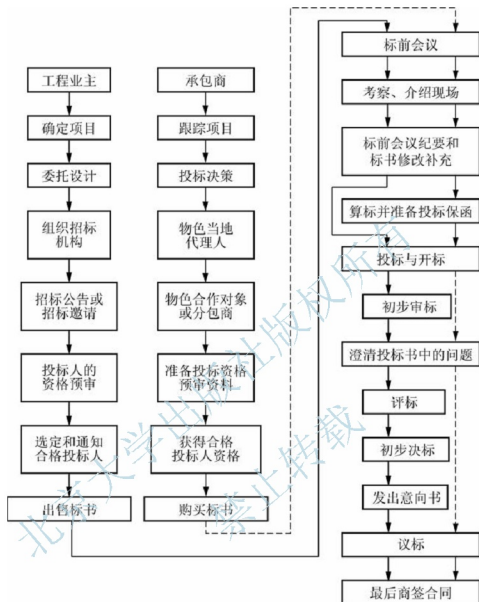 工程业主
确定项目
委托设计
组织招标
机构
招标公告或
招标邀请
投标人的
资格预审
选定和通知
合格投标人
出售标书
承包商
跟踪项目
投标决策
物色当地
代理人
物色合作对象
或分包商
准备投标资格
预审资料
获得合格
投标人资格
购买标书
标前会议
考察、介绍现场
标前会议纪要和
标书修改补充
算标并准备投标保函
投标与开标
初步审标
澄清投标书中的问题
评标
初步决标
发出意向书
议标
最后商签合同
北京大学出版社版权所有
禁止转载